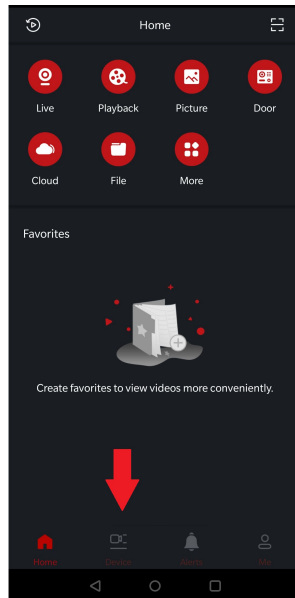 Home
Live
Playback
Picture
Door
Cloud
File
More
Favorites
Create favorites to view videos more conveniently.
Home
Device
Alerts
Me